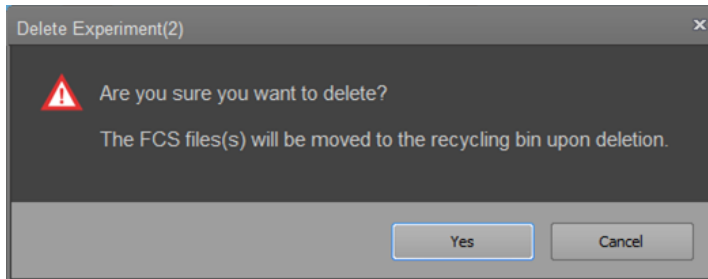 Delete Experiment(2)
x
Are you sure you want to delete?
The FCS files(s) will be moved to the recycling bin upon deletion.
Yes Cancel